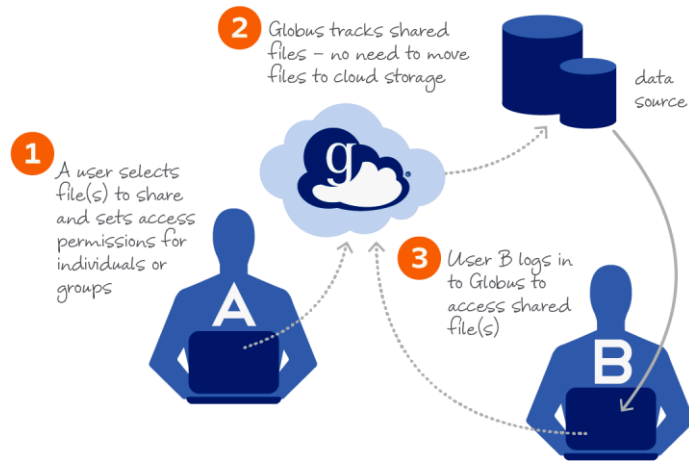 2
Globus tracks shared
files – no need to move
files to cloud storage
data
source
1
A user selects
file(s) to share
and sets access
permissions for
individuals or
groups
g
®
3
User B logs in
to Globus to
access shared
file(s)
A
B